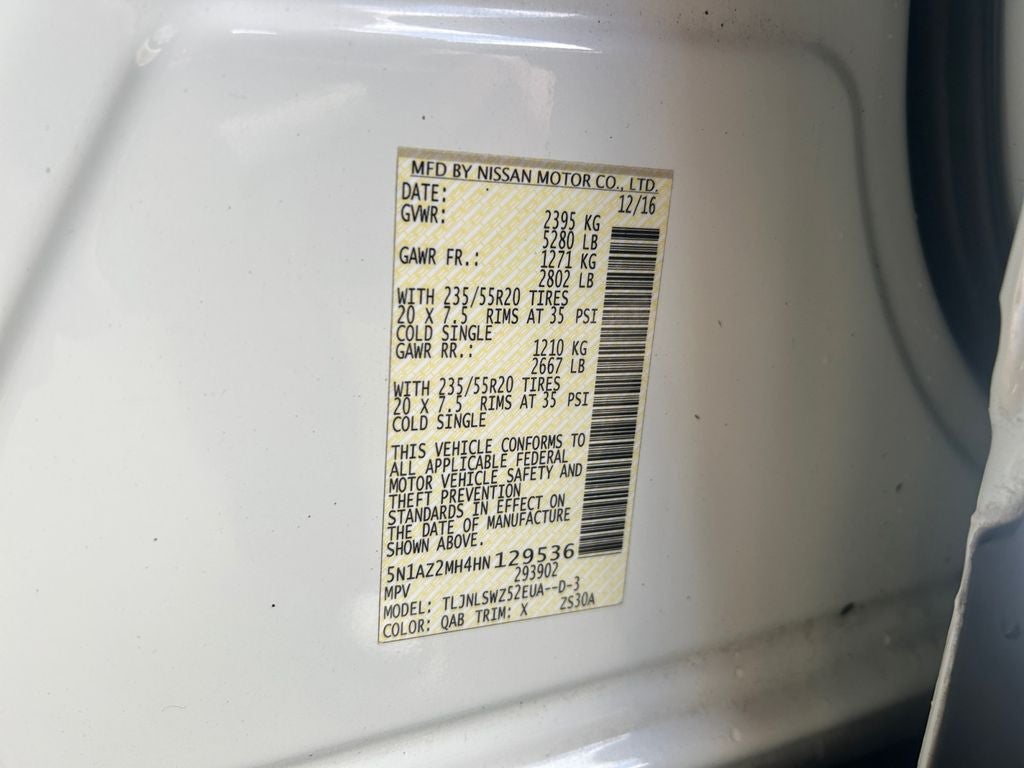 MFD BY NISSAN MOTOR CO., LTD.
DATE: 12/16
GVWR: 2395 KG
5280 LB
GAWR FR.: 1271 KG
2802 LB
WITH 235/55R20 TIRES
20 X 7.5 RIMS AT 35 PSI
COLD SINGLE
GAWR RR.: 1210 KG
2667 LB
WITH 235/55R20 TIRES
20 X 7.5 RIMS AT 35 PSI
COLD SINGLE
THIS VEHICLE CONFORMS TO
ALL APPLICABLE FEDERAL
MOTOR VEHICLE SAFETY AND
THEFT PREVENTION
STANDARDS IN EFFECT ON
THE DATE OF MANUFACTURE
SHOWN ABOVE.
5N1AZ2MH4HN129536
MPV 293902
MODEL: TLJNLSWZ52EUA--D-3
COLOR: QAB TRIM: X ZS30A